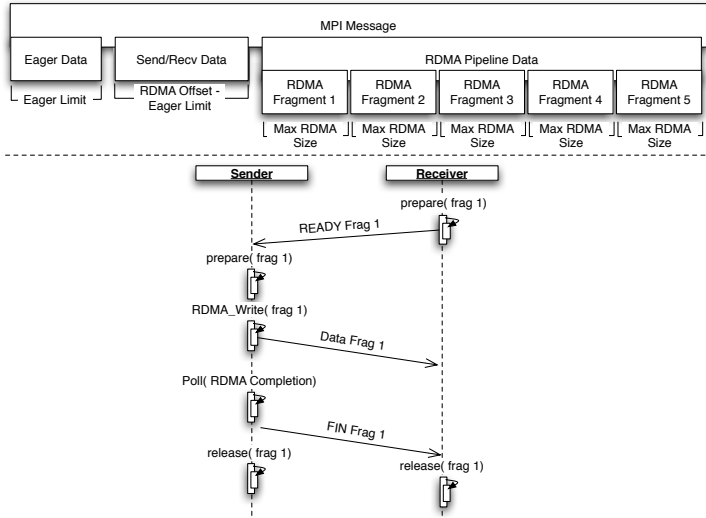 MPI Message
Eager Data
Send/Recv Data
RDMA Pipeline Data
RDMA Fragment 1
RDMA Fragment 2
RDMA Fragment 3
RDMA Fragment 4
RDMA Fragment 5
Eager Limit
RDMA Offset -
Eager Limit
Max RDMA Size
Max RDMA Size
Max RDMA Size
Max RDMA Size
Max RDMA Size
Sender
Receiver
prepare( frag 1)
READY Frag 1
prepare( frag 1)
RDMA_Write( frag 1)
Data Frag 1
Poll( RDMA Completion)
FIN Frag 1
release( frag 1)
release( frag 1)